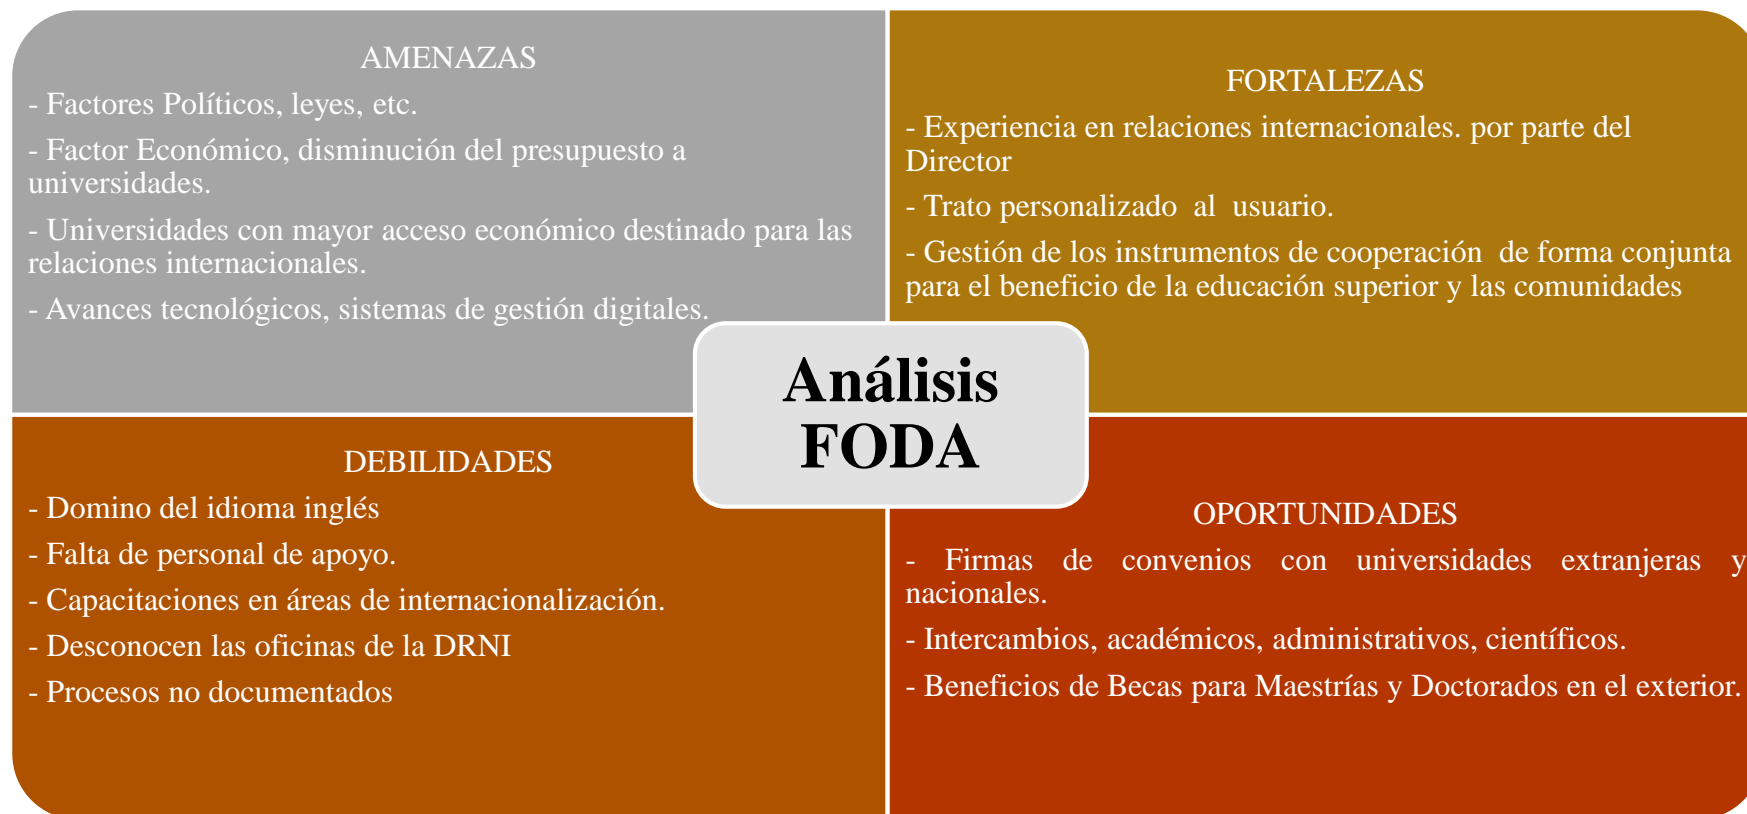 AMENAZAS
- Factores Políticos, leyes, etc.
- Factor Económico, disminución del presupuesto a
universidades.
- Universidades con mayor acceso económico destinado para las
relaciones internacionales.
- Avances tecnológicos, sistemas de gestión digitales.
FORTALEZAS
- Experiencia en relaciones internacionales. por parte del
Director
- Trato personalizado al usuario.
- Gestión de los instrumentos de cooperación de forma conjunta
para el beneficio de la educación superior y las comunidades
Análisis
FODA
DEBILIDADES
- Domino del idioma inglés
- Falta de personal de apoyo.
- Capacitaciones en áreas de internacionalización.
- Desconocen las oficinas de la DRNI
- Procesos no documentados
OPORTUNIDADES
- Firmas de convenios con universidades extranjeras y
nacionales.
- Intercambios, académicos, administrativos, científicos.
- Beneficios de Becas para Maestrías y Doctorados en el exterior.